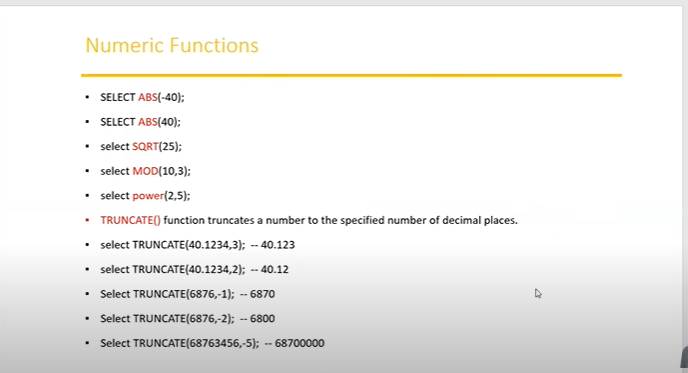 Numeric Functions
• SELECT ABS(-40);
• SELECT ABS(40);
• select SQRT(25);
• select MOD(10,3);
• select power(2,5);
• TRUNCATE() function truncates a number to the specified number of decimal places.
• select TRUNCATE(40.1234,3); -- 40.123
• select TRUNCATE(40.1234,2); -- 40.12
• Select TRUNCATE(6876,-1); -- 6870
• Select TRUNCATE(6876,-2); -- 6800
• Select TRUNCATE(68763456,-5); -- 68700000